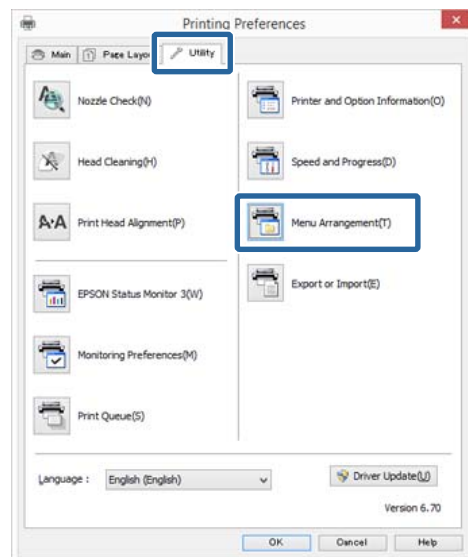 Printing Preferences
Main
Page Layou
Utility
Nozzle Check(N)
Head Cleaning(H)
Print Head Alignment(P)
EPSON Status Monitor 3(W)
Monitoring Preferences(M)
Print Queue(S)
Printer and Option Information(O)
Speed and Progress(D)
Menu Arrangement(T)
Export or Import(E)
Language : English (English)
Driver Update(U)
Version 6.70
OK Cancel Help